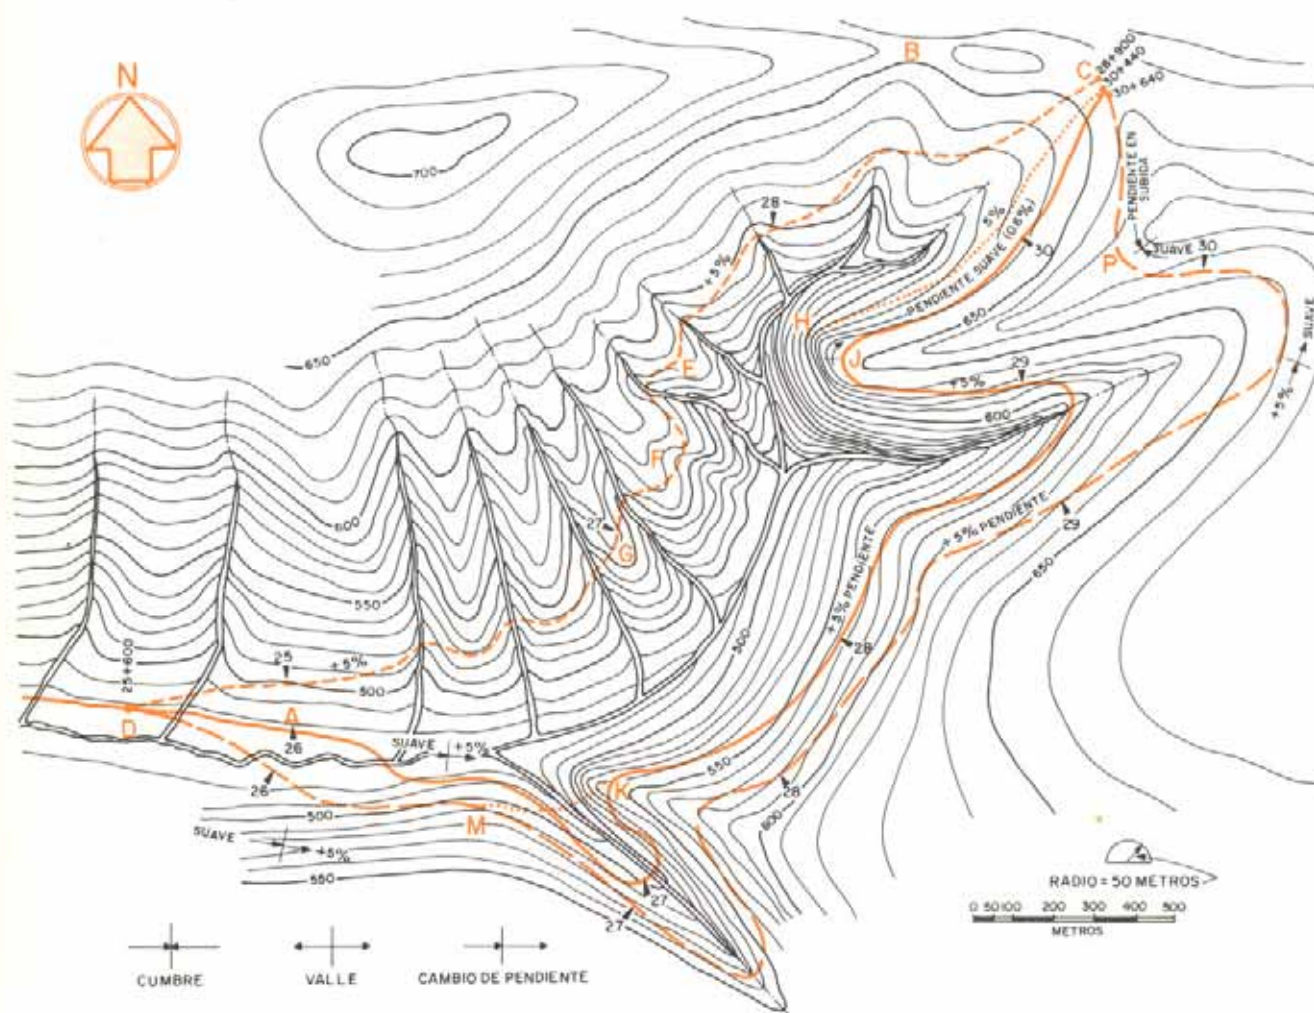 N
B
C
28+900
30+440
30+640
700
PENDIENTE EN
SUBIDA
28
5%
PENDIENTE SUAVE (0.6%)
30
SUAVE 30
P
+5%
H
650
650
SUAVE
+5%
J
29
+5%
E
600
F
600
27
G
+5% PENDIENTE
29
550
650
+5% PENDIENTE
500
28
25+600
25
+5%
500
D
A
26
SUAVE
+5%
26
K
550
28
500
M
SUAVE
+5%
600
550
27
27
RADIO = 50 METROS
0 50 100 200 300 400 500
METROS
CUMBRE
VALLE
CAMBIO DE PENDIENTE